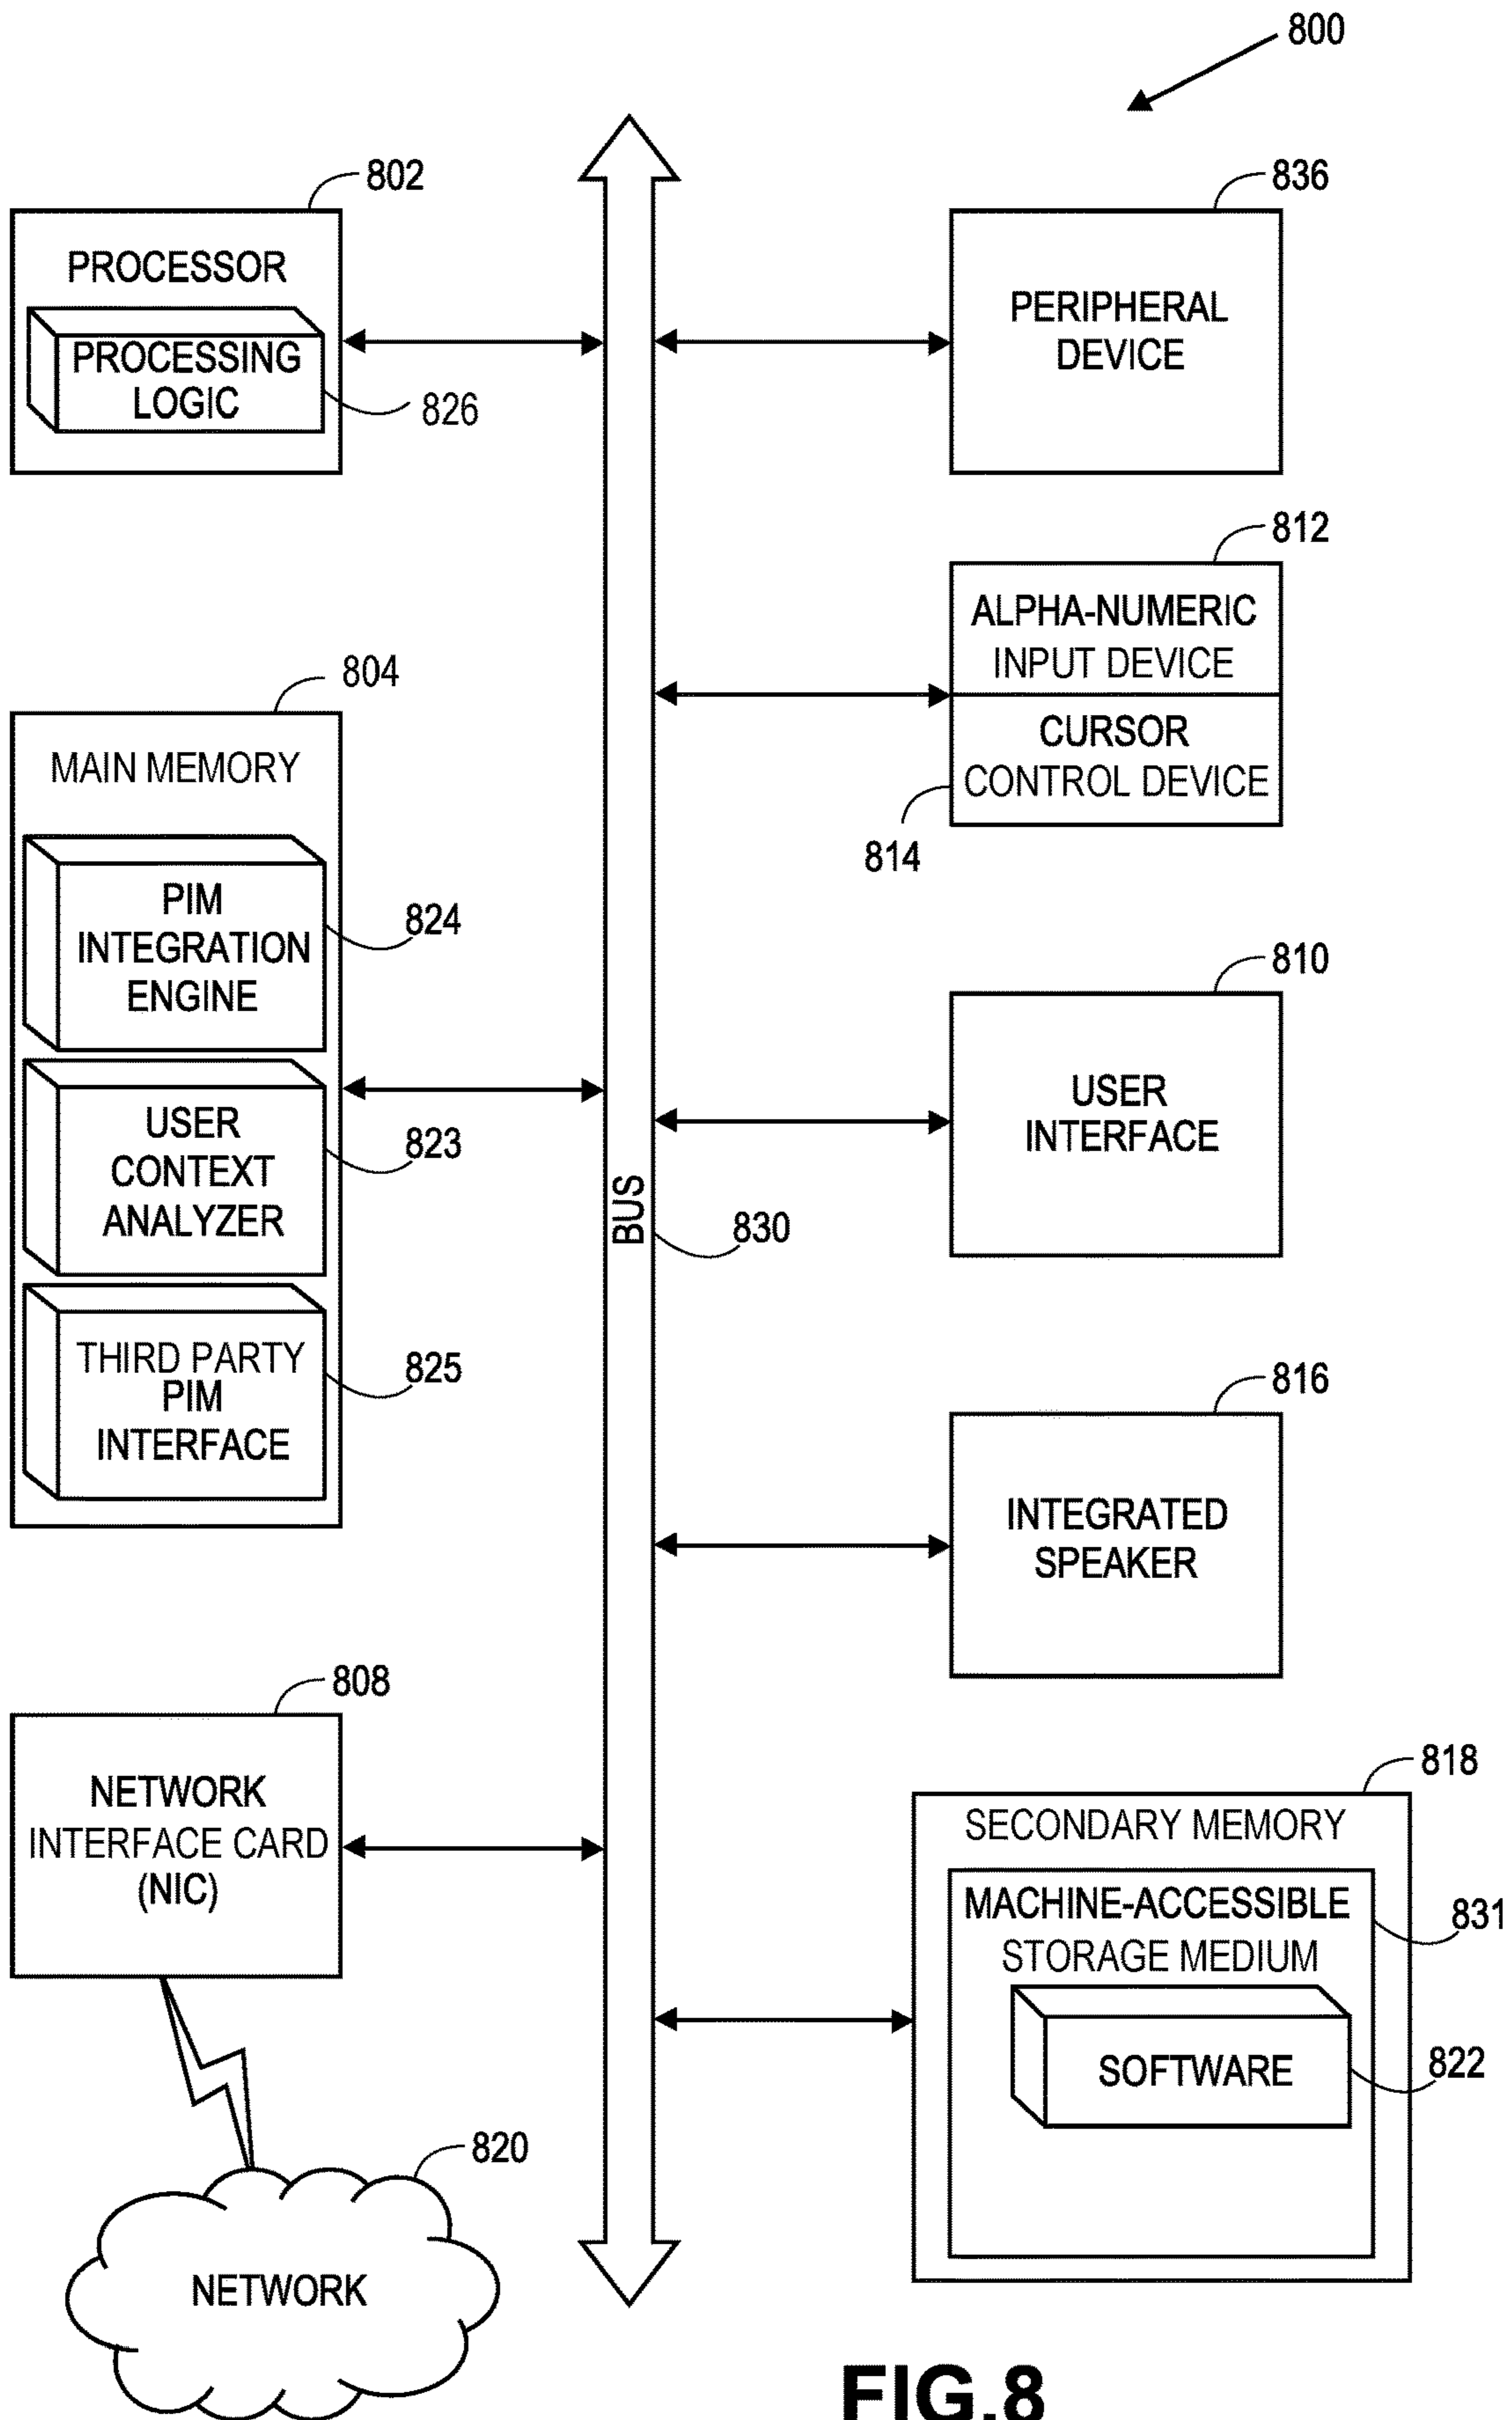 800
802
PROCESSOR
PROCESSING
LOGIC
826
836
PERIPHERAL
DEVICE
812
ALPHA-NUMERIC
INPUT DEVICE
CURSOR
CONTROL DEVICE
814
804
MAIN MEMORY
PIM
INTEGRATION
ENGINE
824
USER
CONTEXT
ANALYZER
823
THIRD PARTY
PIM
INTERFACE
825
BUS
830
810
USER
INTERFACE
816
INTEGRATED
SPEAKER
808
NETWORK
INTERFACE CARD
(NIC)
818
SECONDARY MEMORY
MACHINE-ACCESSIBLE
STORAGE MEDIUM
831
SOFTWARE
822
820
NETWORK
FIG.8